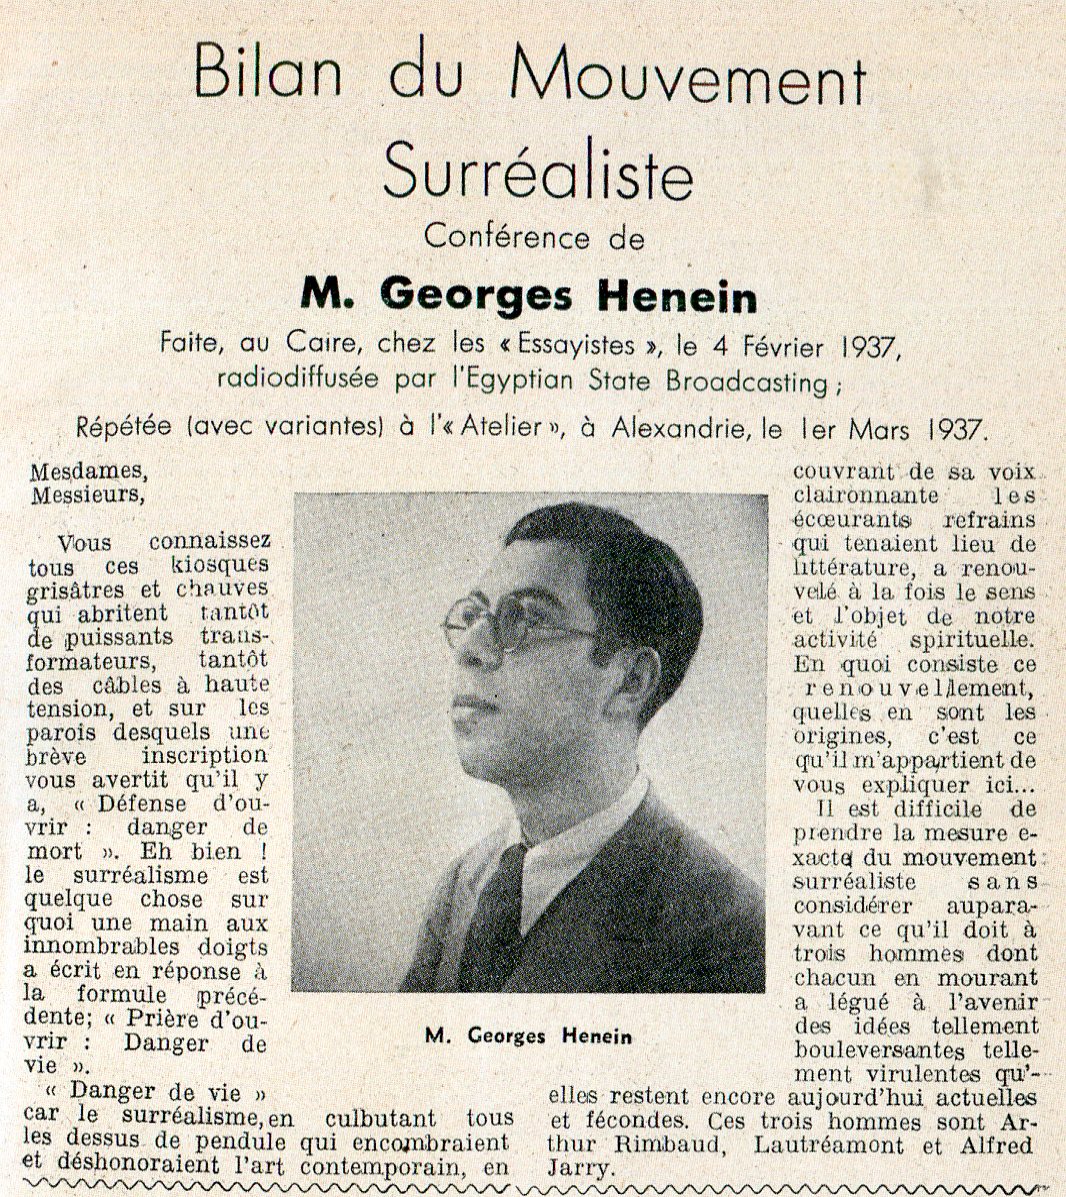 Bilan du Mouvement
Surréaliste
Conférence de
M. Georges Henein
Faite, au Caire, chez les « Essayistes », le 4 Février 1937,
radiodiffusée par l'Egyptian State Broadcasting ;
Répétée (avec variantes) à l'« Atelier », à Alexandrie, le 1er Mars 1937.
Mesdames,
Messieurs,
Vous connaissez
tous ces kiosques
grisâtres et chauves
qui abritent tantôt
de puissants trans-
formateurs, tantôt
des câbles à haute
tension, et sur les
parois desquels une
brève inscription
vous avertit qu'il y
a, « Défense d'ou-
vrir : danger de
mort ». Eh bien !
le surréalisme est
quelque chose sur
quoi une main aux
innombrables doigts
a écrit en réponse à
la formule précé-
dente; « Prière d'ou-
vrir : Danger de
vie ».
« Danger de vie »
car le surréalisme, en culbutant tous
les dessus de pendule qui encombraient
et déshonoraient l'art contemporain, en
M. Georges Henein
couvrant de sa voix
claironnante les
écœurants refrains
qui tenaient lieu de
littérature, a renou-
velé à la fois le sens
et l'objet de notre
activité spirituelle.
En quoi consiste ce
renouvellement,
quelles en sont les
origines, c'est ce
qu'il m'appartient de
vous expliquer ici...
Il est difficile de
prendre la mesure e-
xacte du mouvement
surréaliste sans
considérer aupara-
vant ce qu'il doit à
trois hommes dont
chacun en mourant
a légué à l'avenir
des idées tellement
bouleversantes telle-
ment virulentes qu'-
elles restent encore aujourd'hui actuelles
et fécondes. Ces trois hommes sont Ar-
thur Rimbaud, Lautréamont et Alfred
Jarry.